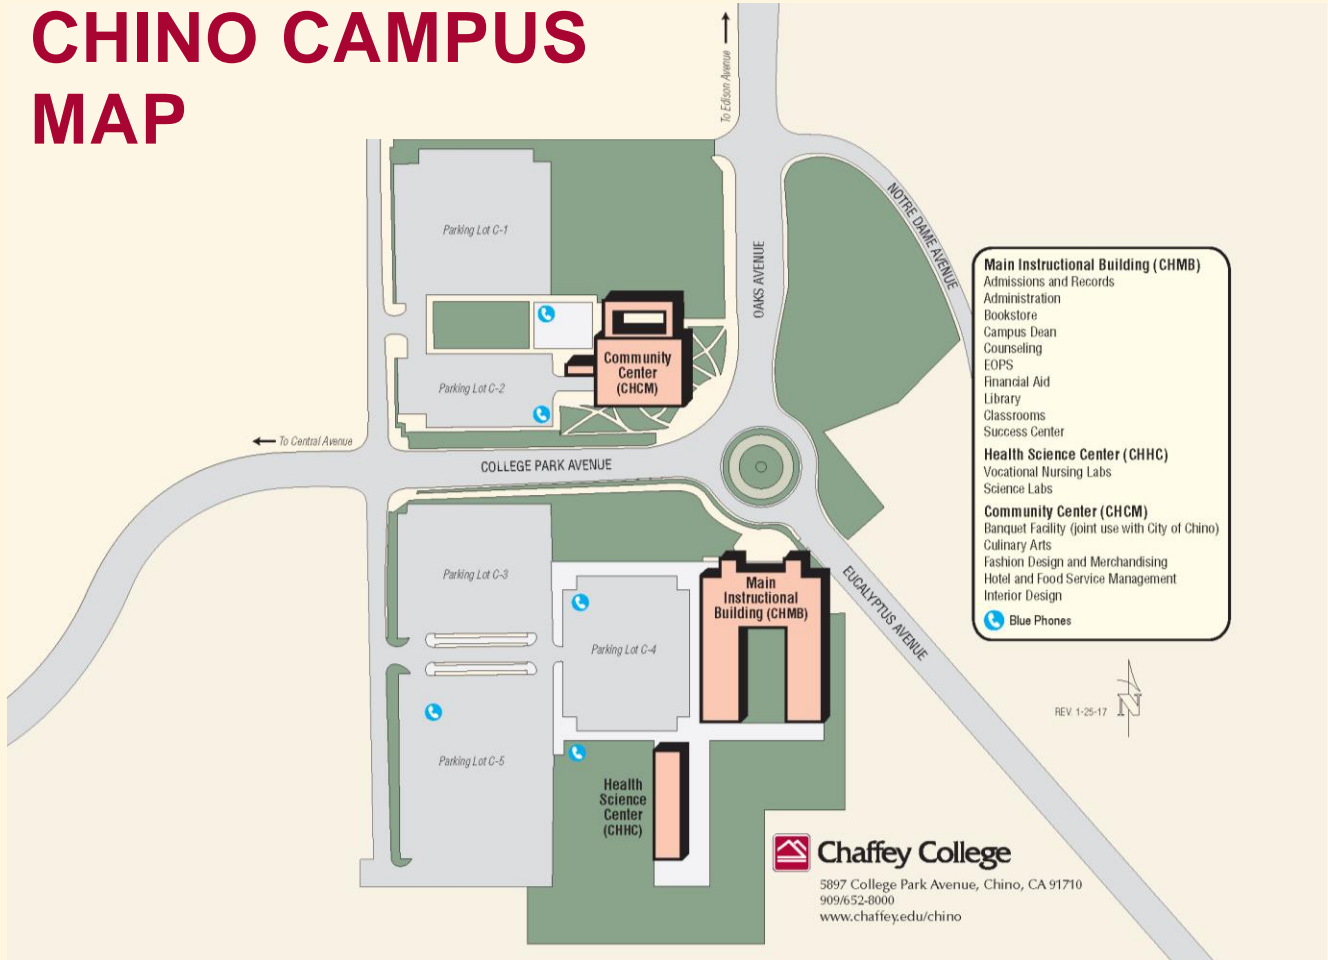 CHINO CAMPUS
MAP
To Edison Avenue
NOTRE DAME AVENUE
OAKS AVENUE
Parking Lot C-1
Community
Center
(CHCM)
Parking Lot C-2
To Central Avenue
COLLEGE PARK AVENUE
Parking Lot C-3
Main
Instructional
Building (CHMB)
EUCALYPTUS AVENUE
Parking Lot C-4
Parking Lot C-5
Health
Science
Center
(CHHC)
Main Instructional Building (CHMB)
Admissions and Records
Administration
Bookstore
Campus Dean
Counseling
EOPS
Financial Aid
Library
Classrooms
Success Center
Health Science Center (CHHC)
Vocational Nursing Labs
Science Labs
Community Center (CHCM)
Banquet Facility (joint use with City of Chino)
Culinary Arts
Fashion Design and Merchandising
Hotel and Food Service Management
Interior Design
Blue Phones
REV. 1-25-17
N
Chaffey College
5897 College Park Avenue, Chino, CA 91710
909/652-8000
www.chaffey.edu/chino